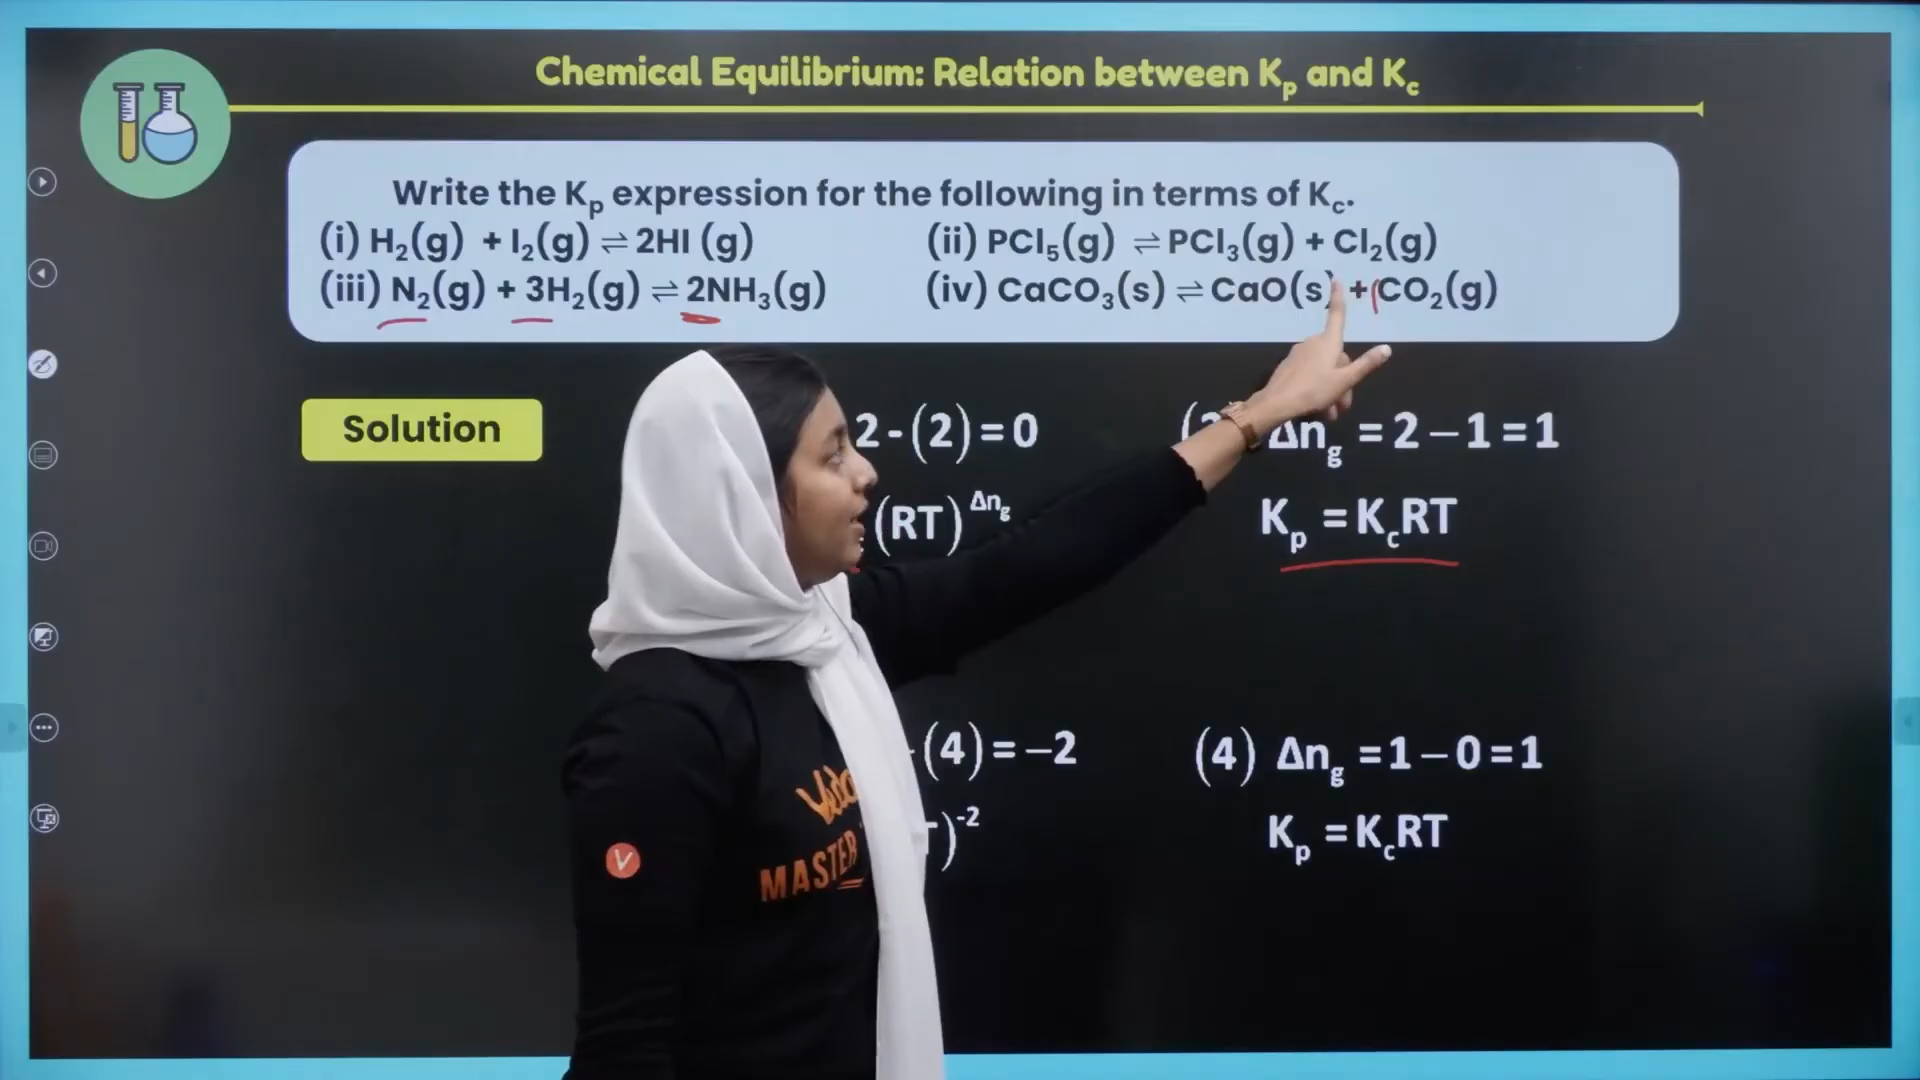 Chemical Equilibrium: Relation between Kp and Kc
Write the Kp expression for the following in terms of Kc.
(i) H₂(g) + I₂(g) ⇌ 2HI (g)
(ii) PCl₅(g) ⇌ PCl₃(g) + Cl₂(g)
(iii) N₂(g) + 3H₂(g) ⇌ 2NH₃(g)
(iv) CaCO₃(s) ⇌ CaO(s) + CO₂(g)
Solution
2 - (2) = 0
Δng = 2 – 1 = 1
(RT)^Δng
Kp = KcRT
(4) = –2
(4) Δng = 1 – 0 = 1
)^-2
Kp = KcRT
V
MASTER